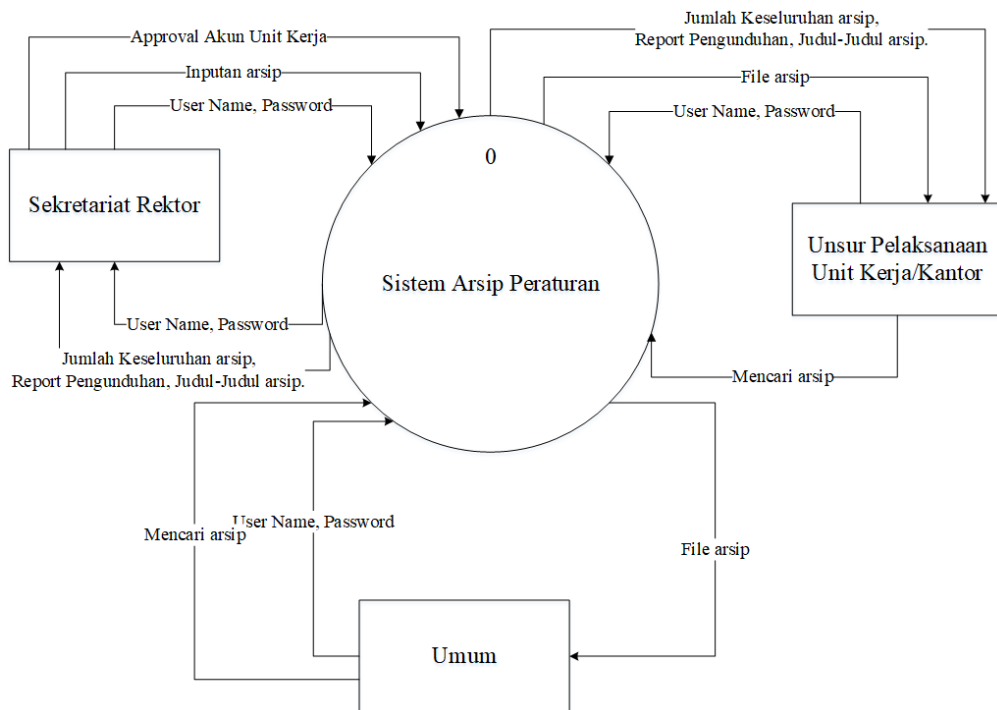 Approval Akun Unit Kerja
Inputan arsip
User Name, Password
Jumlah Keseluruhan arsip,
Report Pengunduhan, Judul-Judul arsip.
File arsip
User Name, Password
0
Sekretariat Rektor
Sistem Arsip Peraturan
Unsur Pelaksanaan
Unit Kerja/Kantor
User Name, Password
Jumlah Keseluruhan arsip,
Report Pengunduhan, Judul-Judul arsip.
Mencari arsip
Mencari arsip
User Name, Password
File arsip
Umum